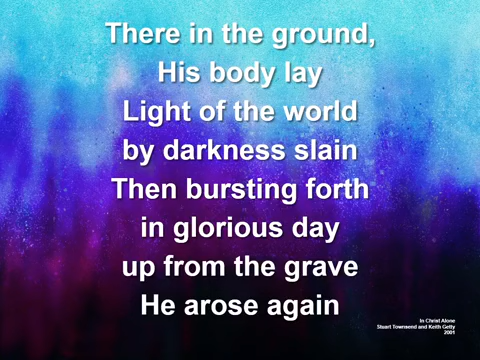 There in the ground,
His body lay
Light of the world
by darkness slain
Then bursting forth
in glorious day
up from the grave
He arose again
In Christ Alone
Stuart Townsend and Keith Getty
2001